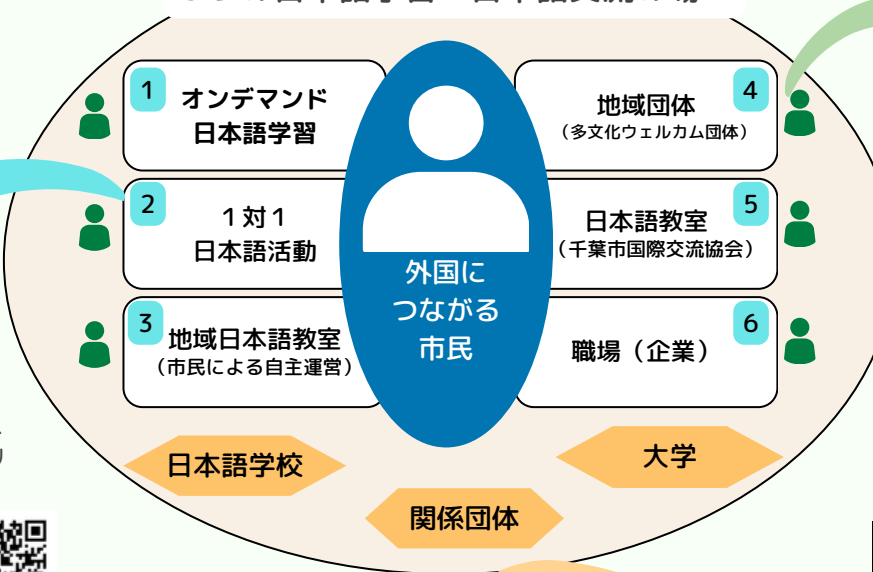 1
オンデマンド
日本語学習
2
1対1
日本語活動
3
地域日本語教室
（市民による自主運営）
外国に
つながる
市民
4
地域団体
（多文化ウェルカム団体）
5
日本語教室
（千葉市国際交流協会）
6
職場（企業）
日本語学校
関係団体
大学